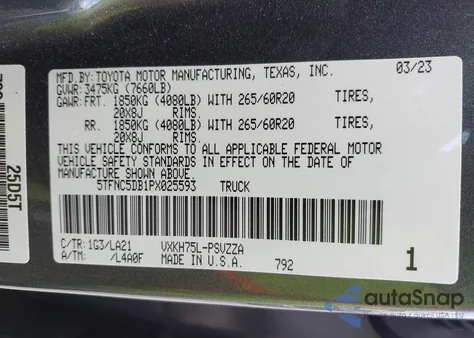 MFD.BY:TOYOTA MOTOR MANUFACTURING, TEXAS, INC. 03/23
GVWR: 3475KG (7660LB)
GAWR:FRT. 1850KG (4080LB) WITH 265/60R20 TIRES,
20X8J RIMS.
RR. 1850KG (4080LB) WITH 265/60R20 TIRES,
20X8J RIMS.
THIS VEHICLE CONFORMS TO ALL APPLICABLE FEDERAL MOTOR
VEHICLE SAFETY STANDARDS IN EFFECT ON THE DATE OF
MANUFACTURE SHOWN ABOVE.
5TFNC5DB1PX025593 TRUCK
C/TR:1G3/LA21 VXKH75L-PSVZZA
A/TM: /L4A0F MADE IN U.S.A. 792 1
25D5T
autoSnap